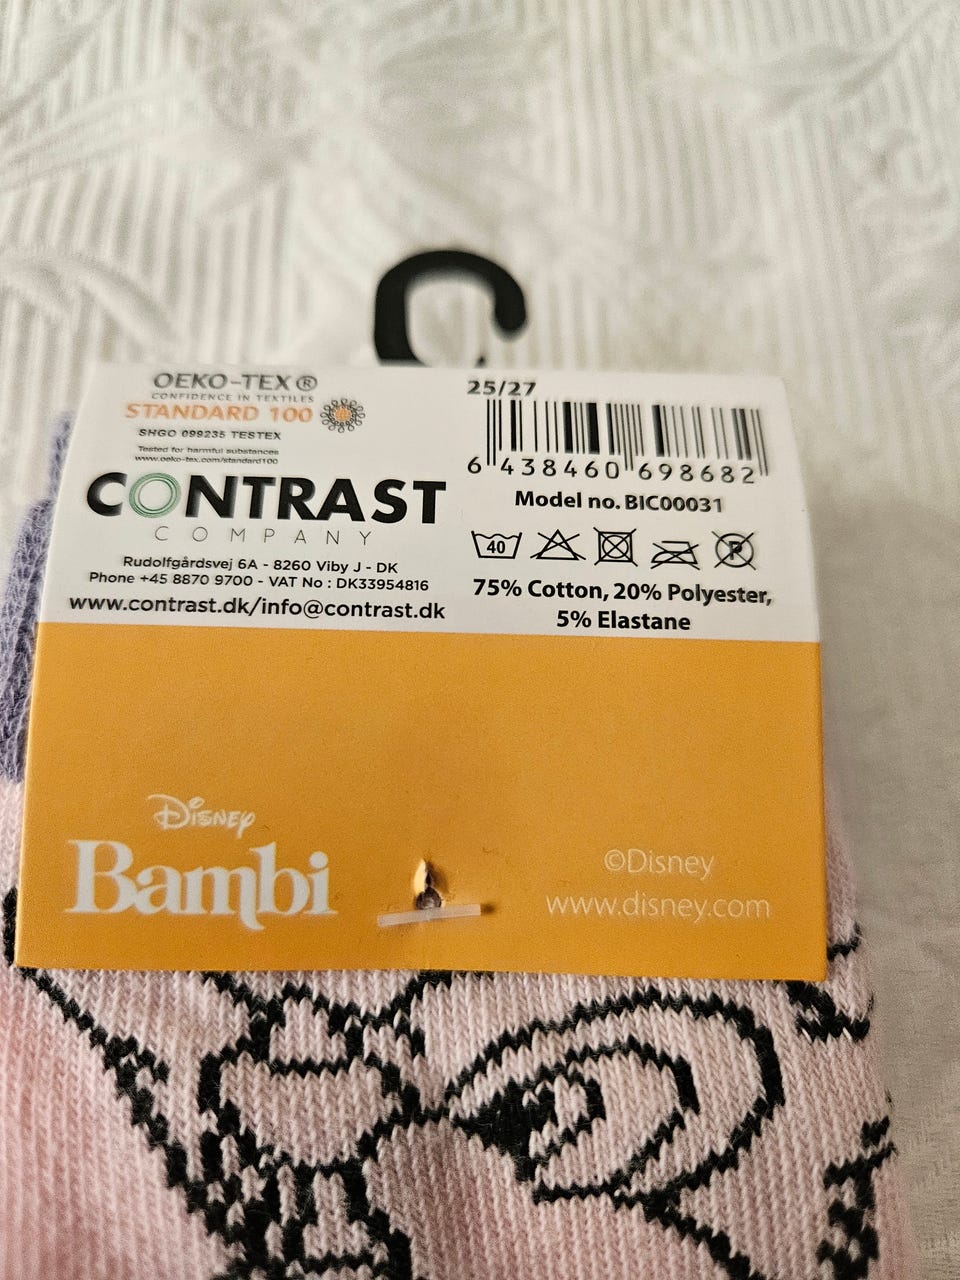 OEKO-TEX®
CONFIDENCE IN TEXTILES
STANDARD 100
SHGO 099235 TESTEX
Tested for harmful substances
www.oeko-tex.com/standard100
CONTRAST
COMPANY
Rudolfgårdsvej 6A - 8260 Viby J - DK
Phone +45 8870 9700 - VAT No : DK33954816
www.contrast.dk/info@contrast.dk
25/27
6 438460 698682
Model no. BIC00031
40
P
75% Cotton, 20% Polyester,
5% Elastane
Disney
Bambi
©Disney
www.disney.com